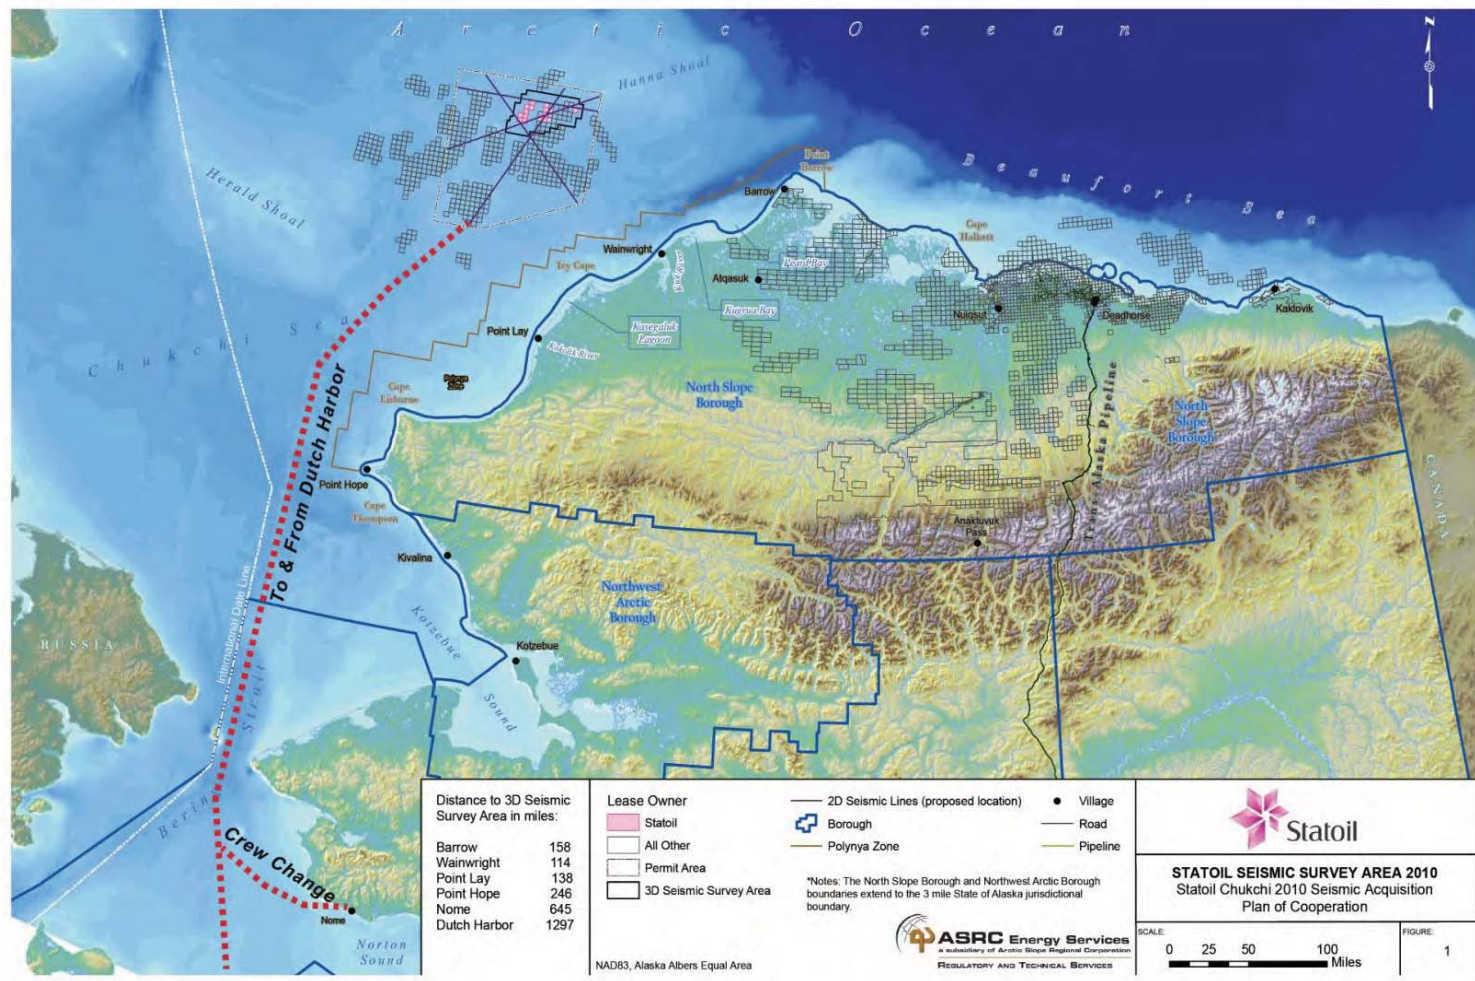 Arctic Ocean
Hanna Shoal
Herald Shoal
Beaufort Sea
Chukchi Sea
Point
Barrow
Barrow
Cape
Halkett
Wainwright
Icy Cape
Kuk River
Atqasuk
Peard Bay
Kugrua Bay
Kasegaluk
Lagoon
Point Lay
Kokolik River
Nuiqsut
Deadhorse
Kaktovik
Polynya
Zone
Cape
Lisburne
North Slope
Borough
North
Slope
Borough
Trans-Alaska Pipeline
CANADA
To & From Dutch Harbor
Point Hope
Cape
Thompson
Anaktuvuk
Pass
Kivalina
Northwest
Arctic
Borough
International Date Line
RUSSIA
Kotzebue
Sound
Kotzebue
Arctic Circle
Bering Strait
Crew Change
Nome
Norton
Sound
Distance to 3D Seismic
Survey Area in miles:
Barrow 158
Wainwright 114
Point Lay 138
Point Hope 246
Nome 645
Dutch Harbor 1297
Lease Owner
Statoil
All Other
Permit Area
3D Seismic Survey Area
NAD83, Alaska Albers Equal Area
2D Seismic Lines (proposed location)
Borough
Polynya Zone
Village
Road
Pipeline
*Notes: The North Slope Borough and Northwest Arctic Borough
boundaries extend to the 3 mile State of Alaska jurisdictional
boundary.
ASRC Energy Services
a subsidiary of Arctic Slope Regional Corporation
REGULATORY AND TECHNICAL SERVICES
Statoil
STATOIL SEISMIC SURVEY AREA 2010
Statoil Chukchi 2010 Seismic Acquisition
Plan of Cooperation
SCALE:
0 25 50 100
Miles
FIGURE:
1
N